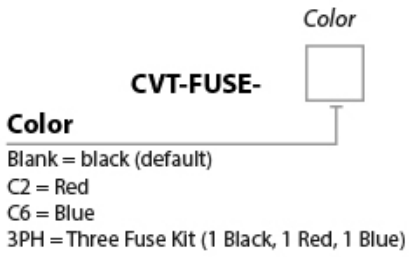 Color
CVT-FUSE-
Color
Blank = black (default)
C2 = Red
C6 = Blue
3PH = Three Fuse Kit (1 Black, 1 Red, 1 Blue)